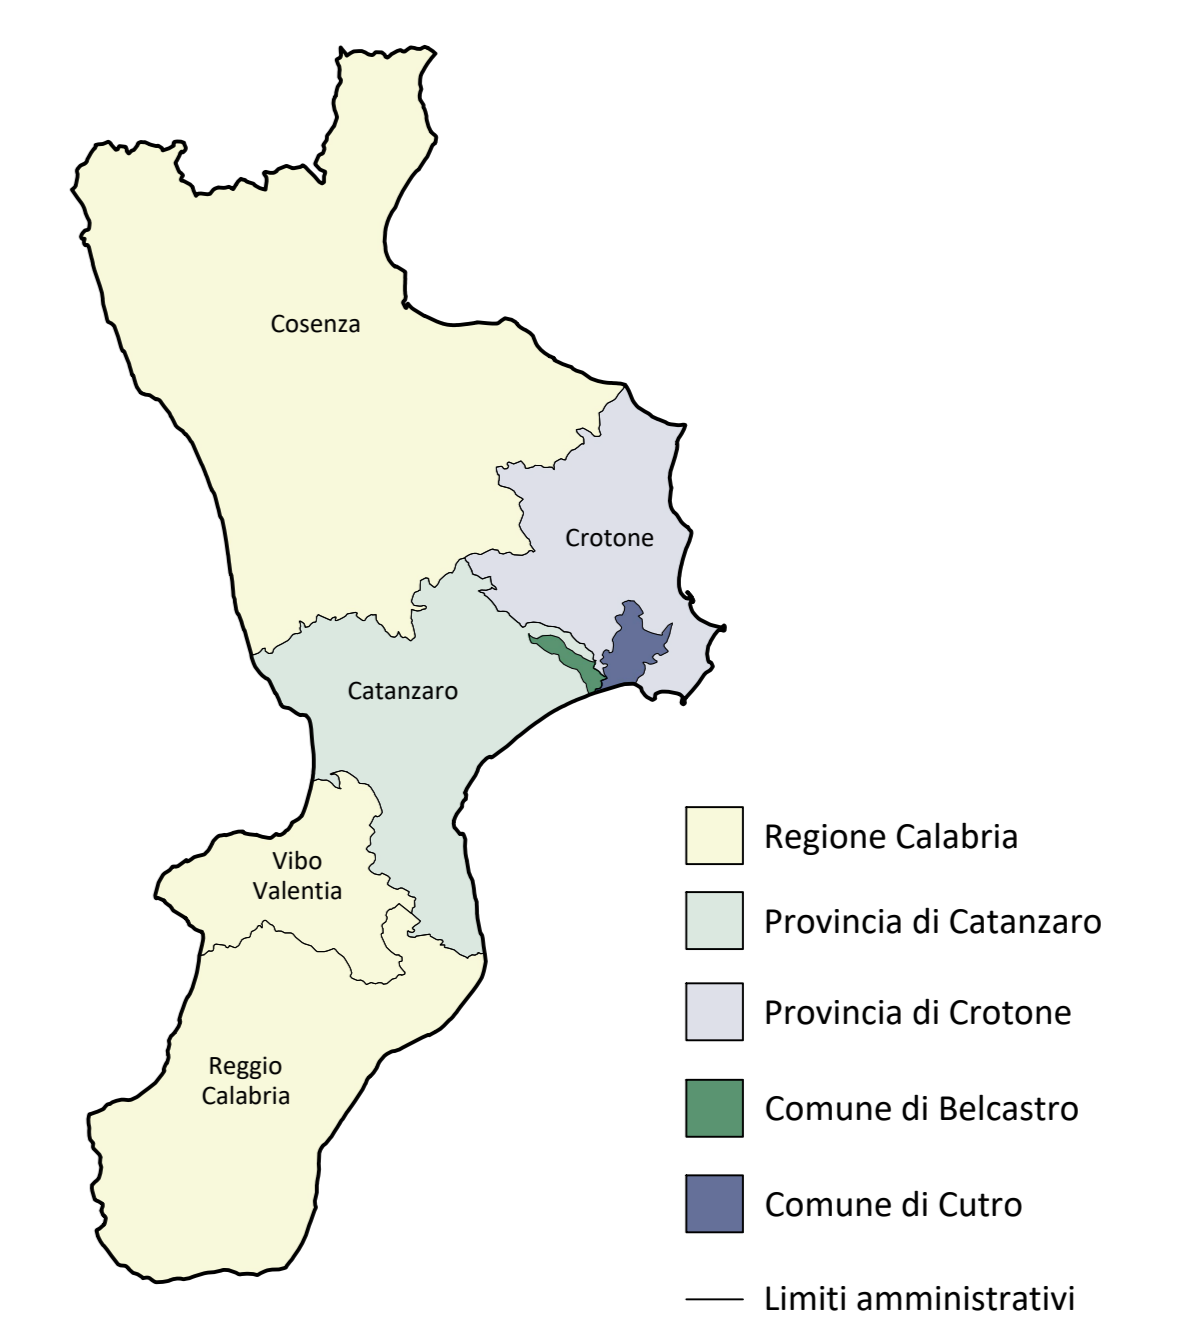 Cosenza
Crotone
Catanzaro
Vibo
Valentia
Reggio
Calabria
Regione Calabria
Provincia di Catanzaro
Provincia di Crotone
Comune di Belcastro
Comune di Cutro
Limiti amministrativi